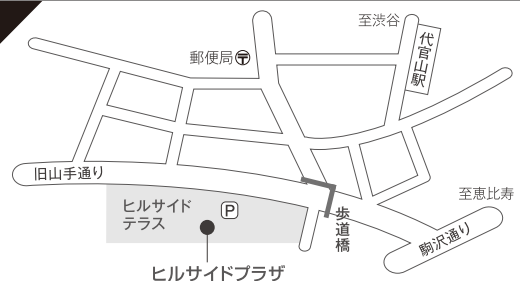 至渋谷
代官山駅
郵便局〒
旧山手通り
至恵比寿
ヒルサイド
テラス
P
歩道橋
駒沢通り
ヒルサイドプラザ